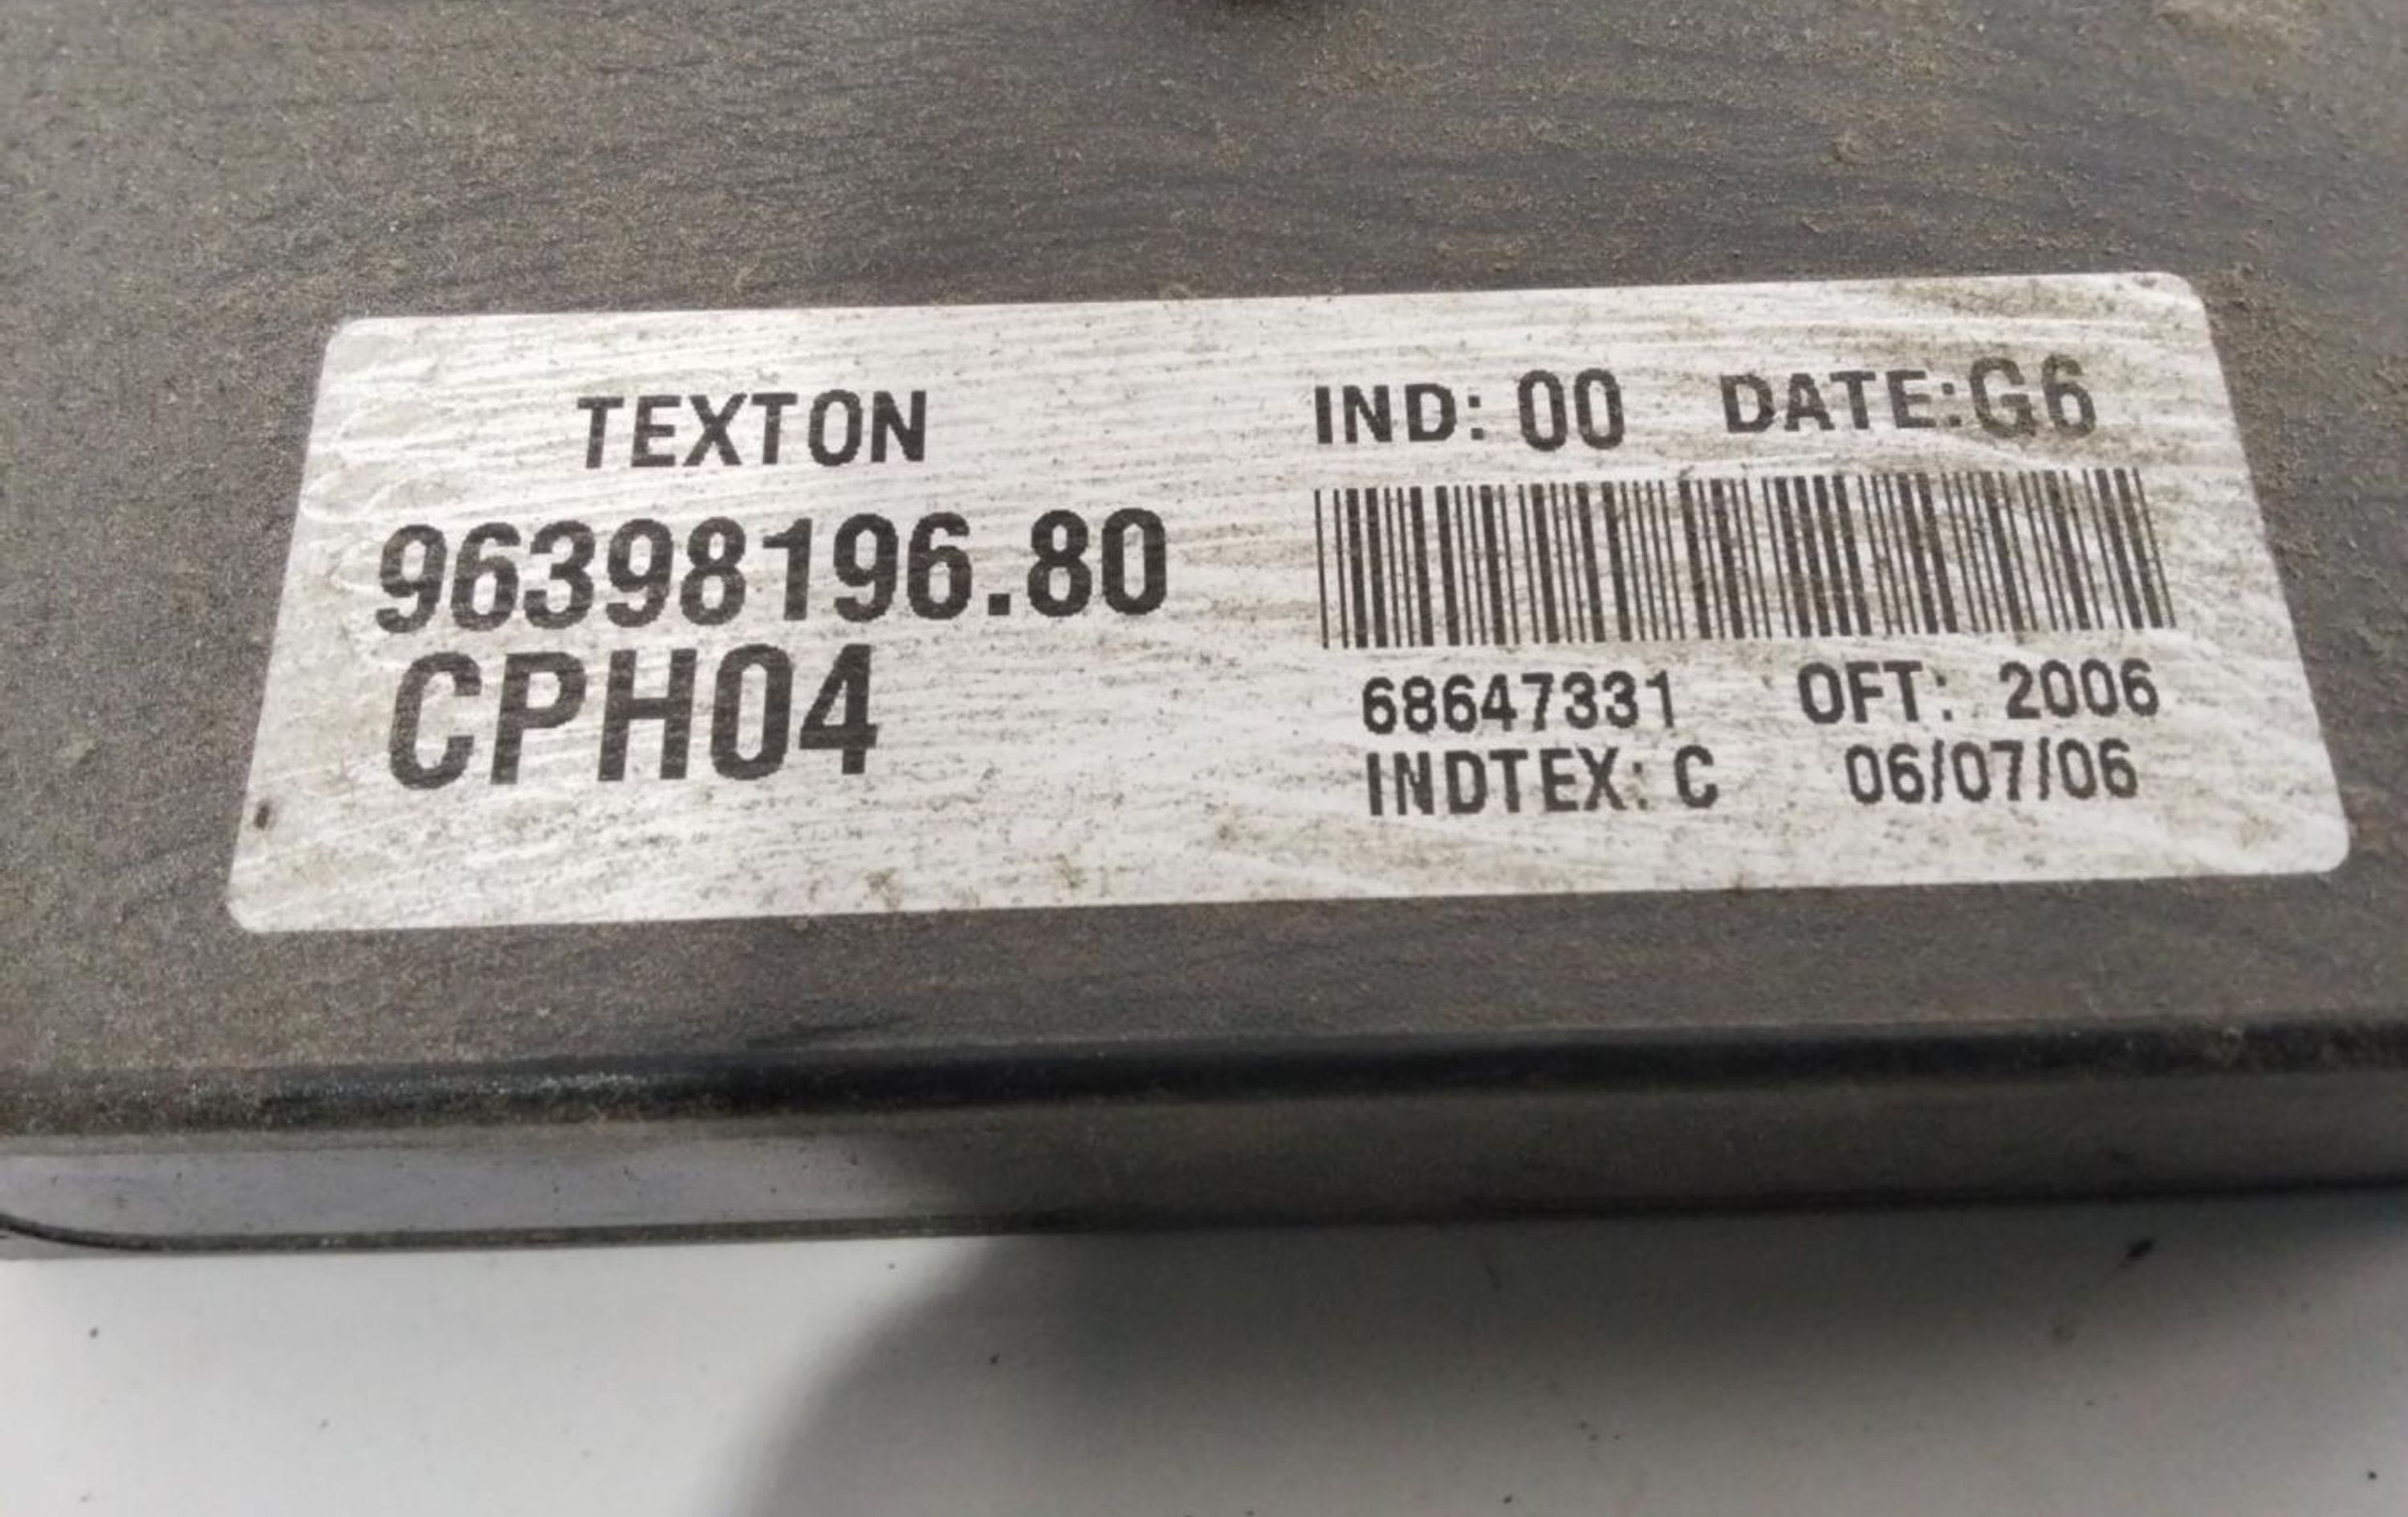 TEXTON
96398196.80
CPH04
IND: 00 DATE:G6
68647331 OFT: 2006
INDTEX: C 06/07/06